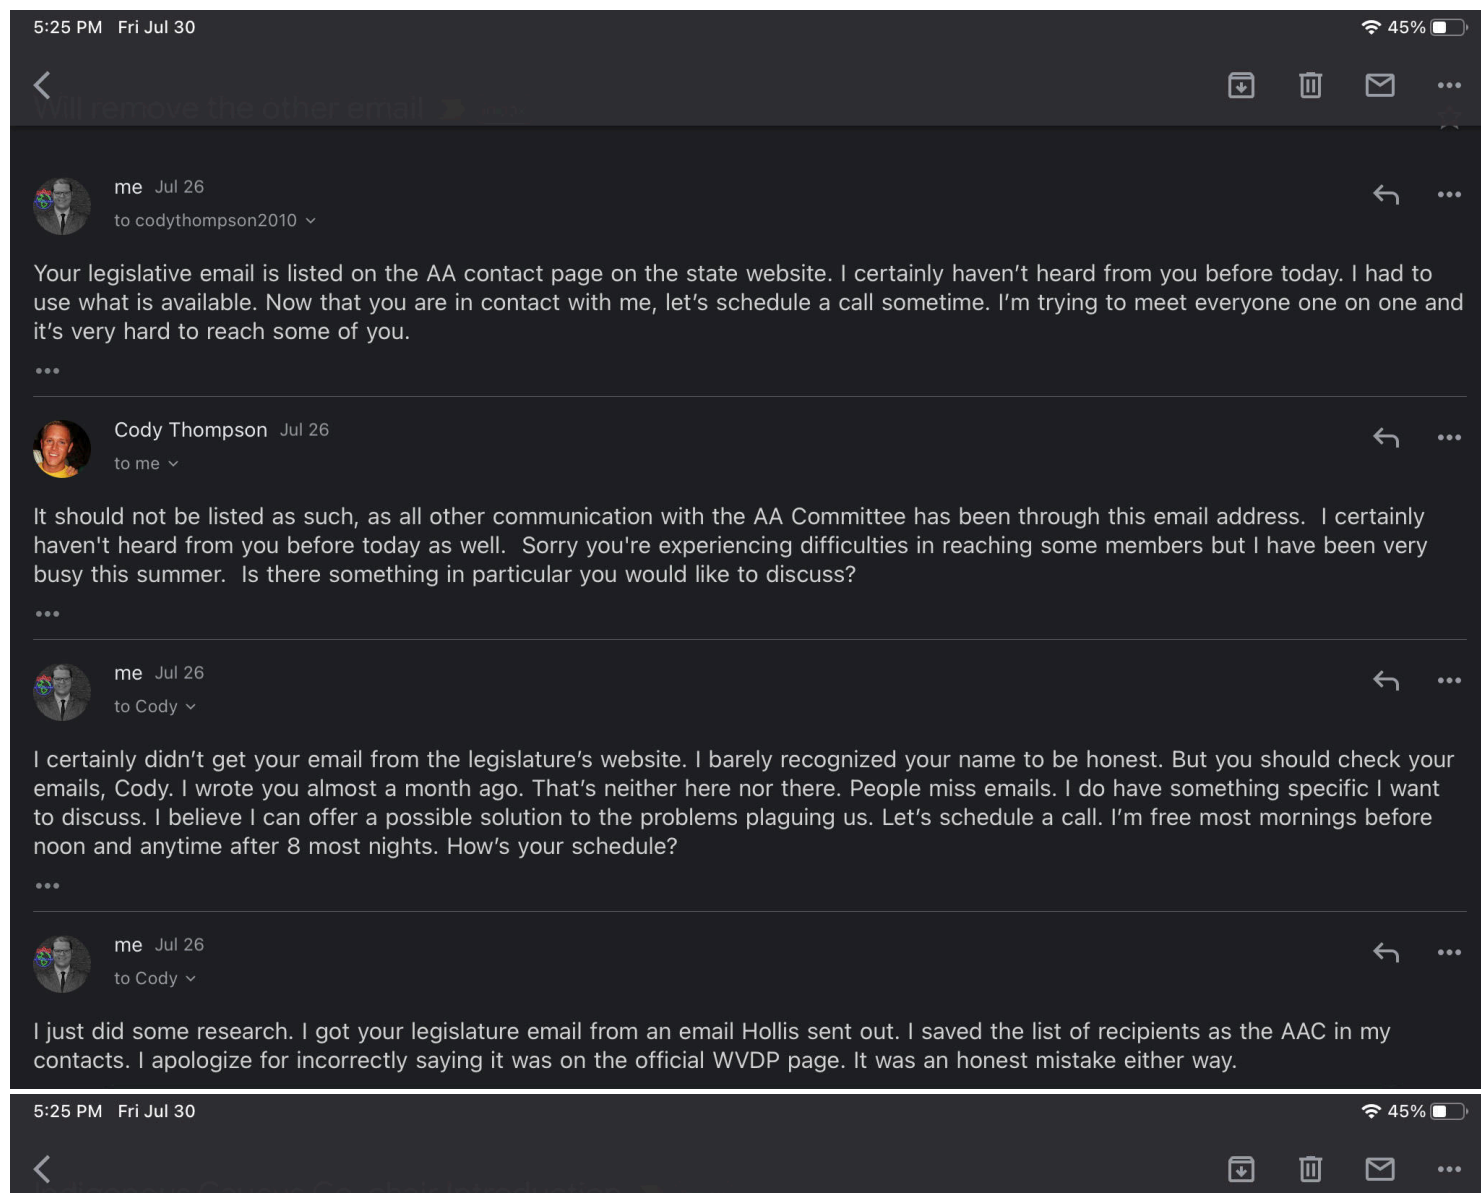 5:25 PM Fri Jul 30 45%
Will remove the other email
me Jul 26
to codythompson2010
Your legislative email is listed on the AA contact page on the state website. I certainly haven’t heard from you before today. I had to
use what is available. Now that you are in contact with me, let’s schedule a call sometime. I’m trying to meet everyone one on one and
it’s very hard to reach some of you.
Cody Thompson Jul 26
to me
It should not be listed as such, as all other communication with the AA Committee has been through this email address.  I certainly
haven't heard from you before today as well.  Sorry you're experiencing difficulties in reaching some members but I have been very
busy this summer.  Is there something in particular you would like to discuss?
me Jul 26
to Cody
I certainly didn’t get your email from the legislature’s website. I barely recognized your name to be honest. But you should check your
emails, Cody. I wrote you almost a month ago. That’s neither here nor there. People miss emails. I do have something specific I want
to discuss. I believe I can offer a possible solution to the problems plaguing us. Let’s schedule a call. I’m free most mornings before
noon and anytime after 8 most nights. How’s your schedule?
me Jul 26
to Cody
I just did some research. I got your legislature email from an email Hollis sent out. I saved the list of recipients as the AAC in my
contacts. I apologize for incorrectly saying it was on the official WVDP page. It was an honest mistake either way.
5:25 PM Fri Jul 30 45%